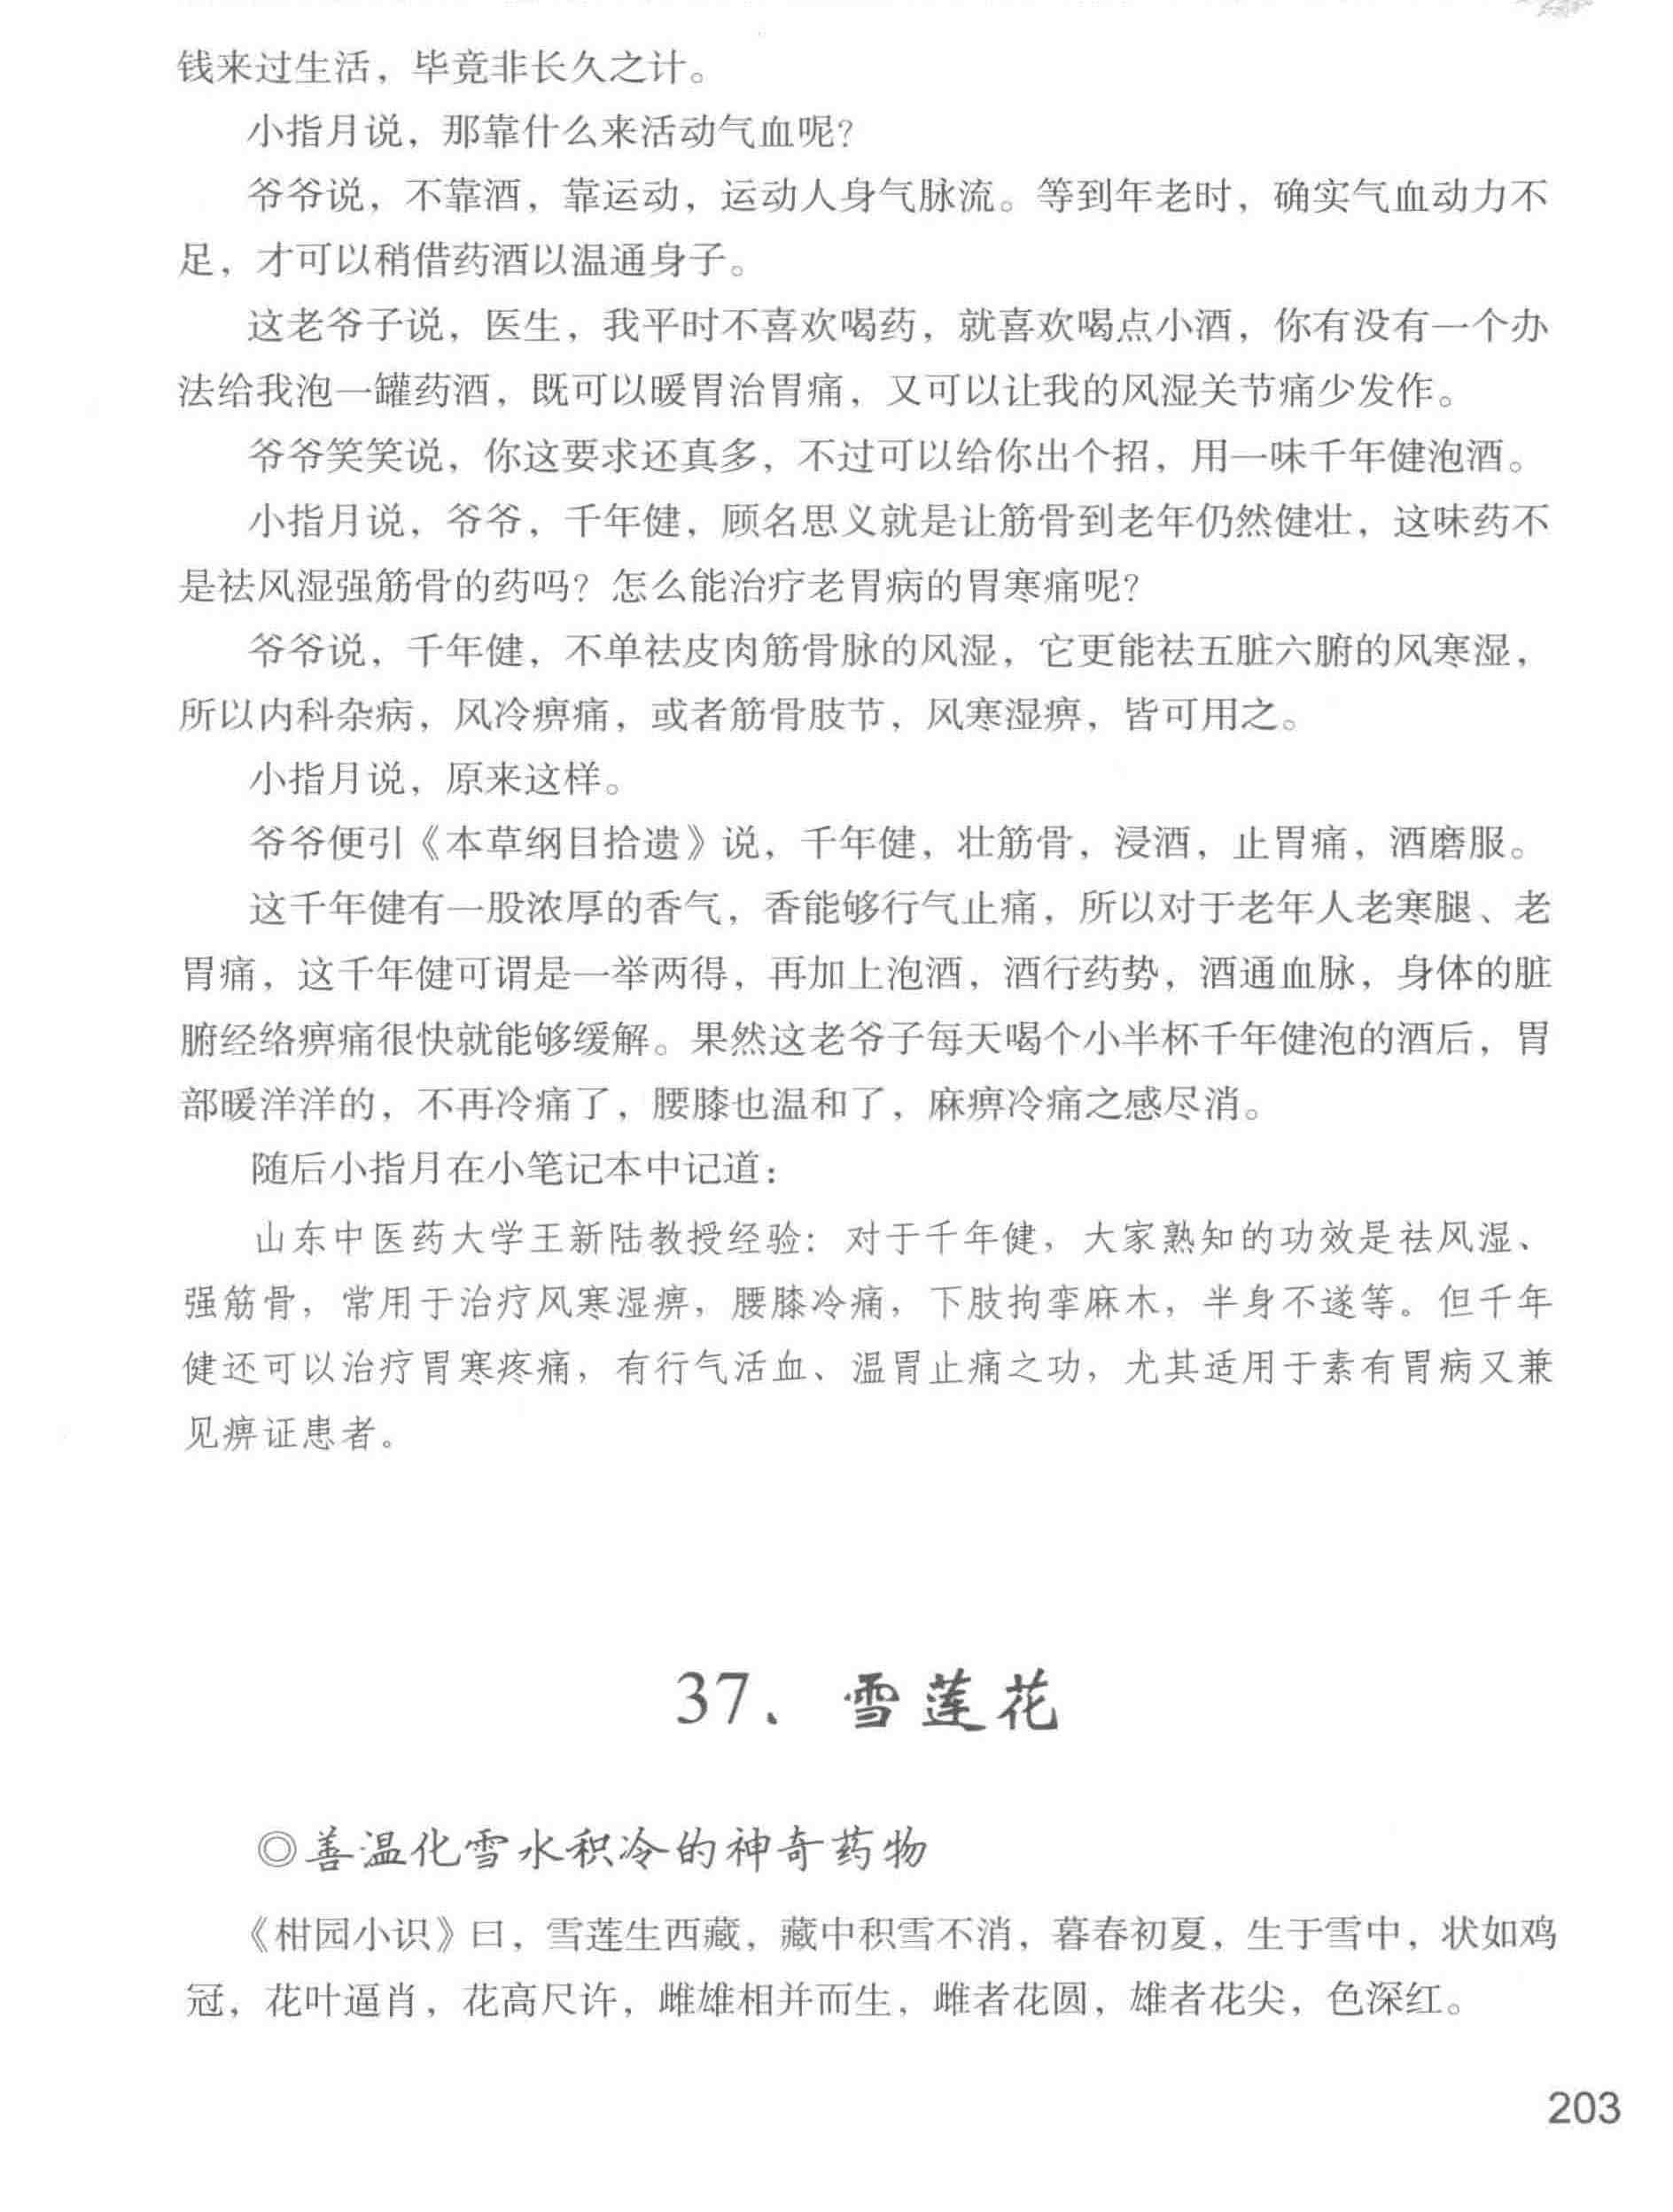 钱来过生活，毕竟非长久之计。
小指月说，那靠什么来活动气血呢？
爷爷说，不靠酒，靠运动，运动人身气脉流。等到年老时，确实气血动力不
足，才可以稍借药酒以温通身子。
这老爷子说，医生，我平时不喜欢喝药，就喜欢喝点小酒，你有没有一个办
法给我泡一罐药酒，既可以暖胃治胃痛，又可以让我的风湿关节痛少发作。
爷爷笑笑说，你这要求还真多，不过可以给你出个招，用一味千年健泡酒。
小指月说，爷爷，千年健，顾名思义就是让筋骨到老年仍然健壮，这味药不
是祛风湿强筋骨的药吗？怎么能治疗老胃病的胃寒痛呢？
爷爷说，千年健，不单祛皮肉筋骨脉的风湿，它更能祛五脏六腑的风寒湿，
所以内科杂病，风冷痹痛，或者筋骨肢节，风寒湿痹，皆可用之。
小指月说，原来这样。
爷爷便引《本草纲目拾遗》说，千年健，壮筋骨，浸酒，止胃痛，酒磨服。
这千年健有一股浓厚的香气，香能够行气止痛，所以对于老年人老寒腿、老
胃痛，这千年健可谓是一举两得，再加上泡酒，酒行药势，酒通血脉，身体的脏
腑经络痹痛很快就能够缓解。果然这老爷子每天喝个小半杯千年健泡的酒后，胃
部暖洋洋的，不再冷痛了，腰膝也温和了，麻痹冷痛之感尽消。
随后小指月在小笔记本中记道：
山东中医药大学王新陆教授经验：对于千年健，大家熟知的功效是祛风湿、
强筋骨，常用于治疗风寒湿痹，腰膝冷痛，下肢拘挛麻木，半身不遂等。但千年
健还可以治疗胃寒疼痛，有行气活血、温胃止痛之功，尤其适用于素有胃病又兼
见痹证患者。
37、雪莲花
◎善温化雪水积冷的神奇药物
《柑园小识》曰，雪莲生西藏，藏中积雪不消，暮春初夏，生于雪中，状如鸡
冠，花叶逼肖，花高尺许，雌雄相并而生，雌者花圆，雄者花尖，色深红。
203